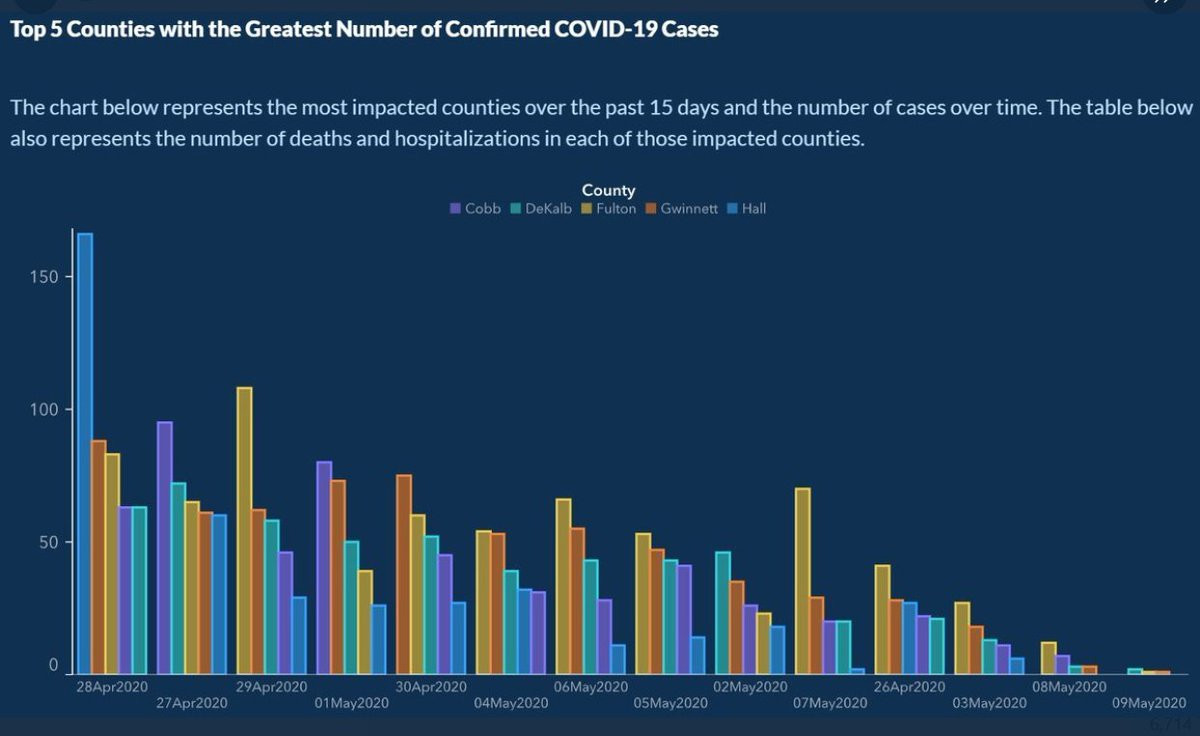 Top 5 Counties with the Greatest Number of Confirmed COVID-19 Cases
The chart below represents the most impacted counties over the past 15 days and the number of cases over time. The table below
also represents the number of deaths and hospitalizations in each of those impacted counties.
County
Cobb DeKalb Fulton Gwinnett Hall
150
100
50
0
28Apr2020 29Apr2020 30Apr2020 06May2020 02May2020 26Apr2020 08May2020
27Apr2020 01May2020 04May2020 05May2020 07May2020 03May2020 09May2020